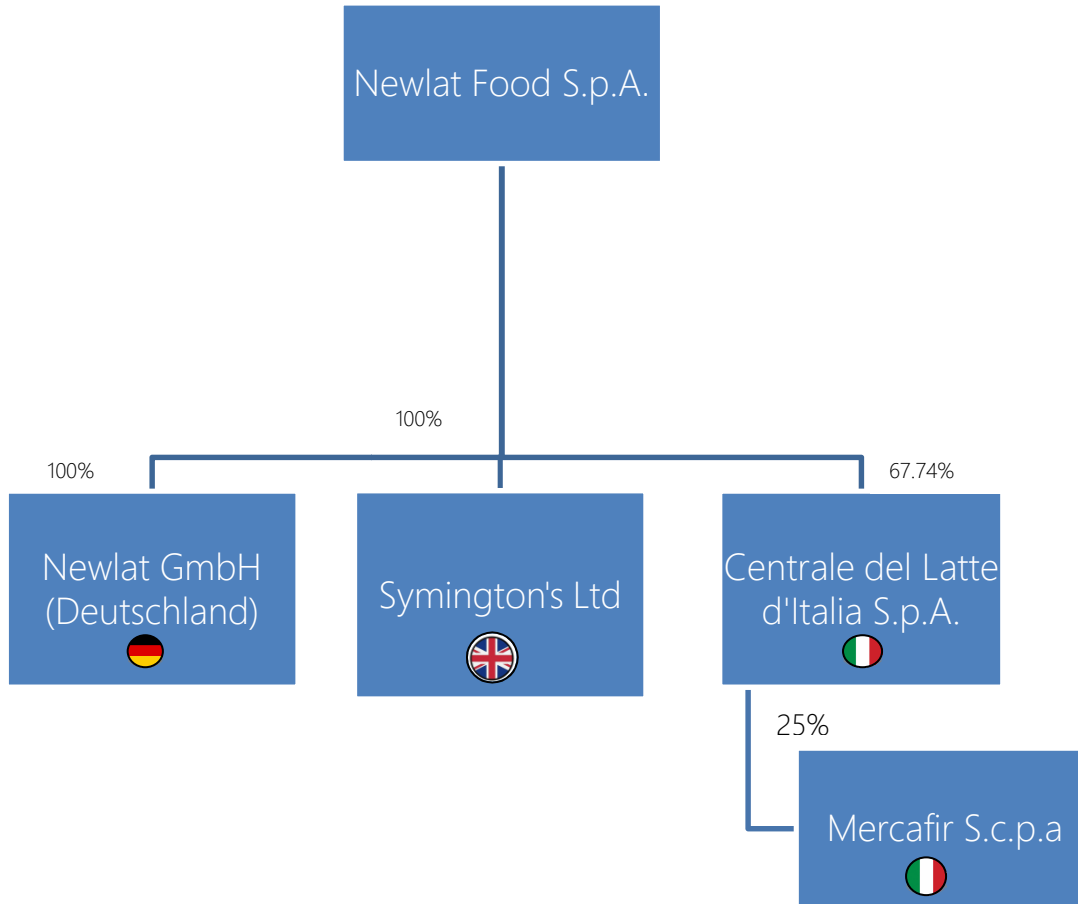 Newlat Food S.p.A.
100%
100%
67.74%
Newlat GmbH
(Deutschland)
Symington's Ltd
Centrale del Latte
d'Italia S.p.A.
25%
Mercafir S.c.p.a